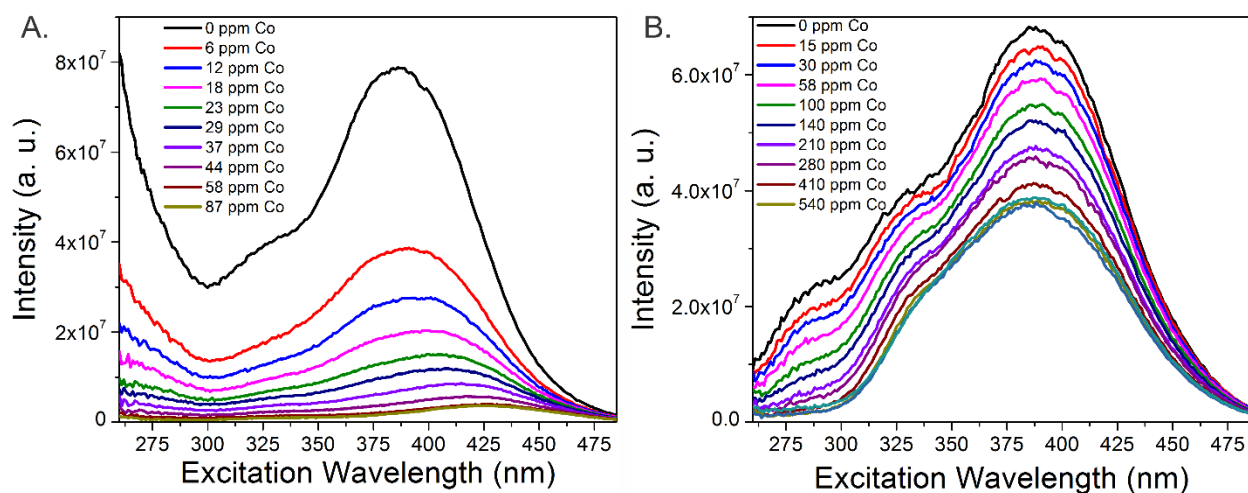 A.
0 ppm Co
6 ppm Co
12 ppm Co
18 ppm Co
23 ppm Co
29 ppm Co
37 ppm Co
44 ppm Co
58 ppm Co
87 ppm Co
8x10⁷
6x10⁷
4x10⁷
2x10⁷
0
Intensity (a. u.)
275 300 325 350 375 400 425 450 475
Excitation Wavelength (nm)
B.
0 ppm Co
15 ppm Co
30 ppm Co
58 ppm Co
100 ppm Co
140 ppm Co
210 ppm Co
280 ppm Co
410 ppm Co
540 ppm Co
6.0x10⁷
4.0x10⁷
2.0x10⁷
0.0
Intensity (a. u.)
275 300 325 350 375 400 425 450 475
Excitation Wavelength (nm)